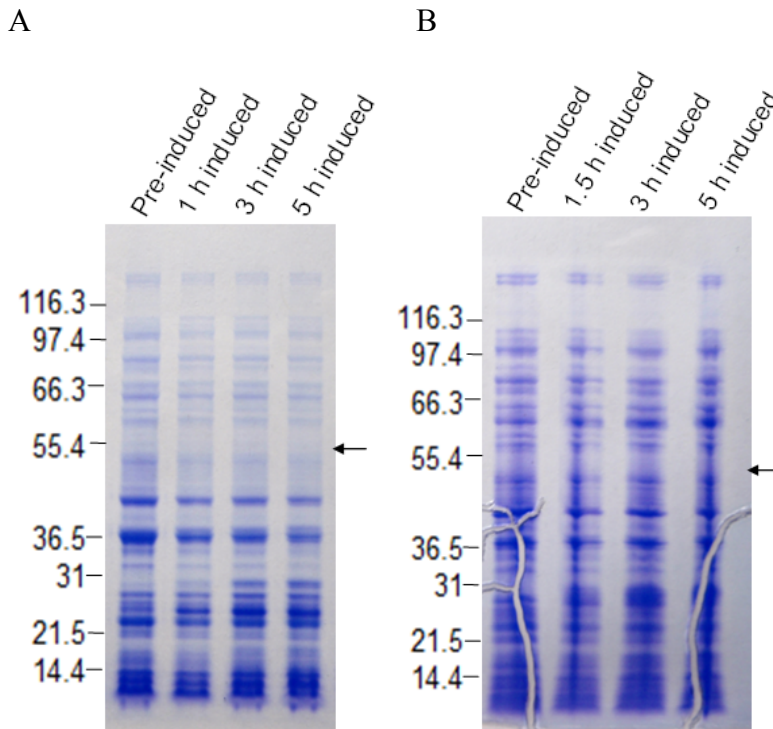 A
Pre-induced
1 h induced
3 h induced
5 h induced
116.3
97.4
66.3
55.4
36.5
31
21.5
14.4
B
Pre-induced
1.5 h induced
3 h induced
5 h induced
116.3
97.4
66.3
55.4
36.5
31
21.5
14.4